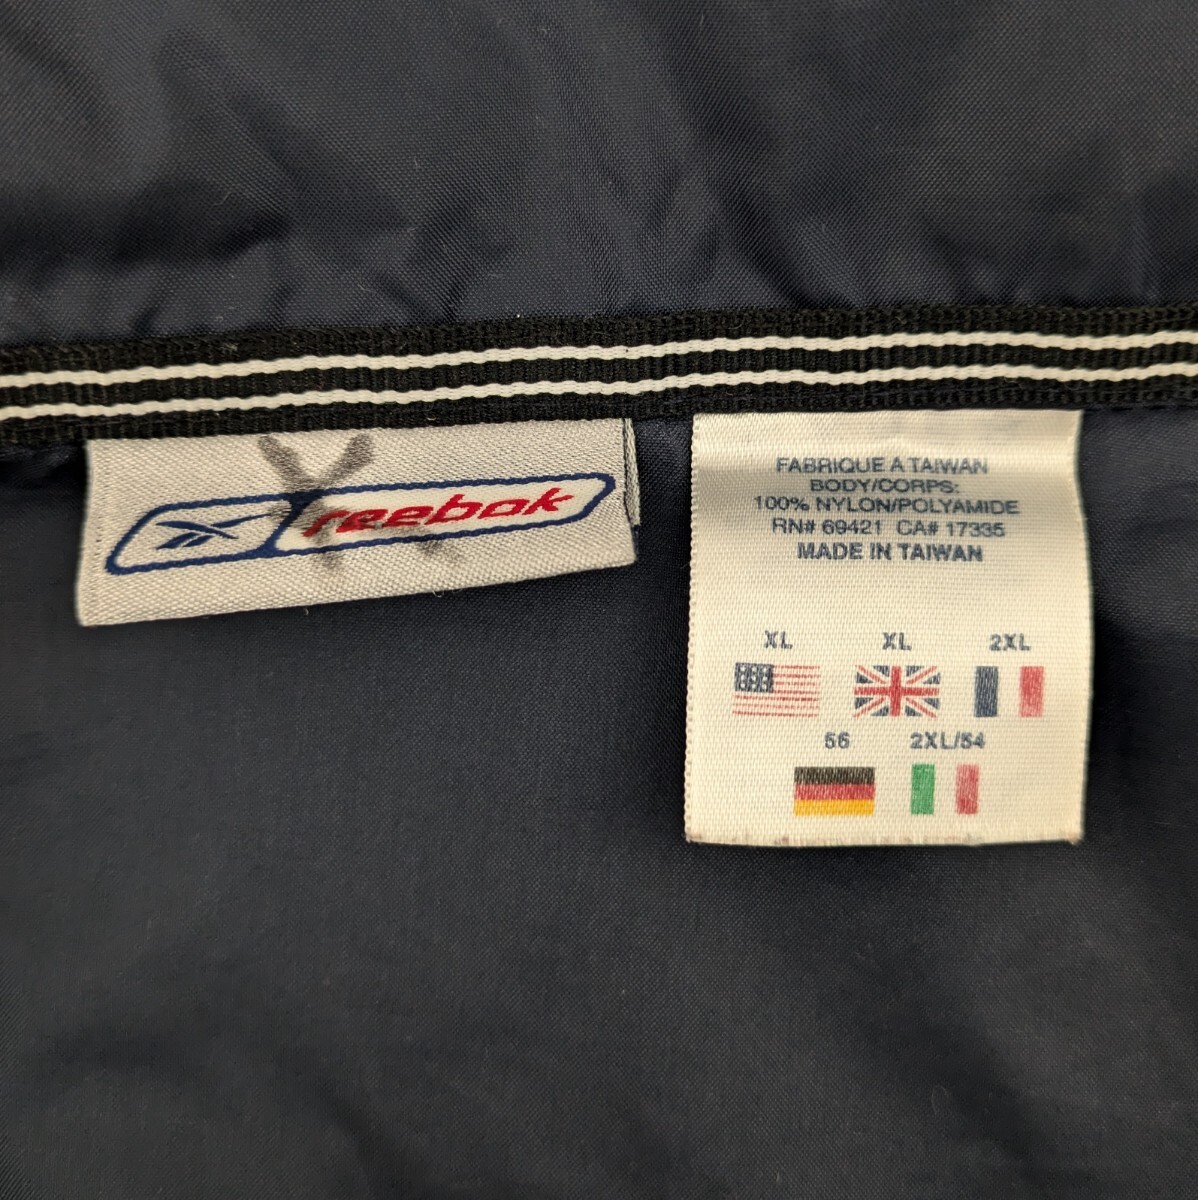 reebok
FABRIQUE A TAIWAN
BODY/CORPS:
100% NYLON/POLYAMIDE
RN# 69421 CA# 17335
MADE IN TAIWAN
XL XL 2XL
56 2XL/54